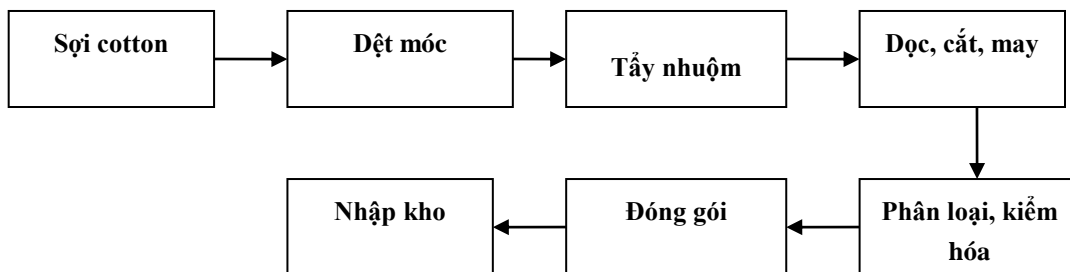 Sợi cotton
Dệt móc
Tẩy nhuộm
Dọc, cắt, may
Phân loại, kiểm
hóa
Đóng gói
Nhập kho